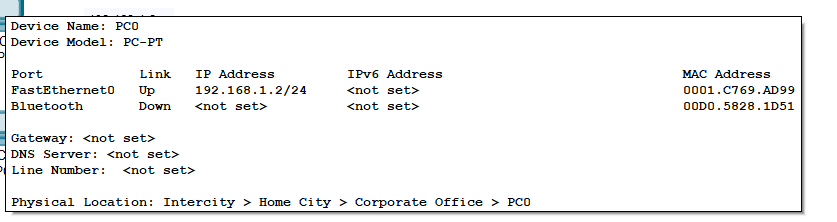 Device Name: PC0
Device Model: PC-PT
Port Link IP Address IPv6 Address MAC Address
FastEthernet0 Up 192.168.1.2/24 <not set> 0001.C769.AD99
Bluetooth Down <not set> <not set> 00D0.5828.1D51
Gateway: <not set>
DNS Server: <not set>
Line Number: <not set>
Physical Location: Intercity > Home City > Corporate Office > PC0